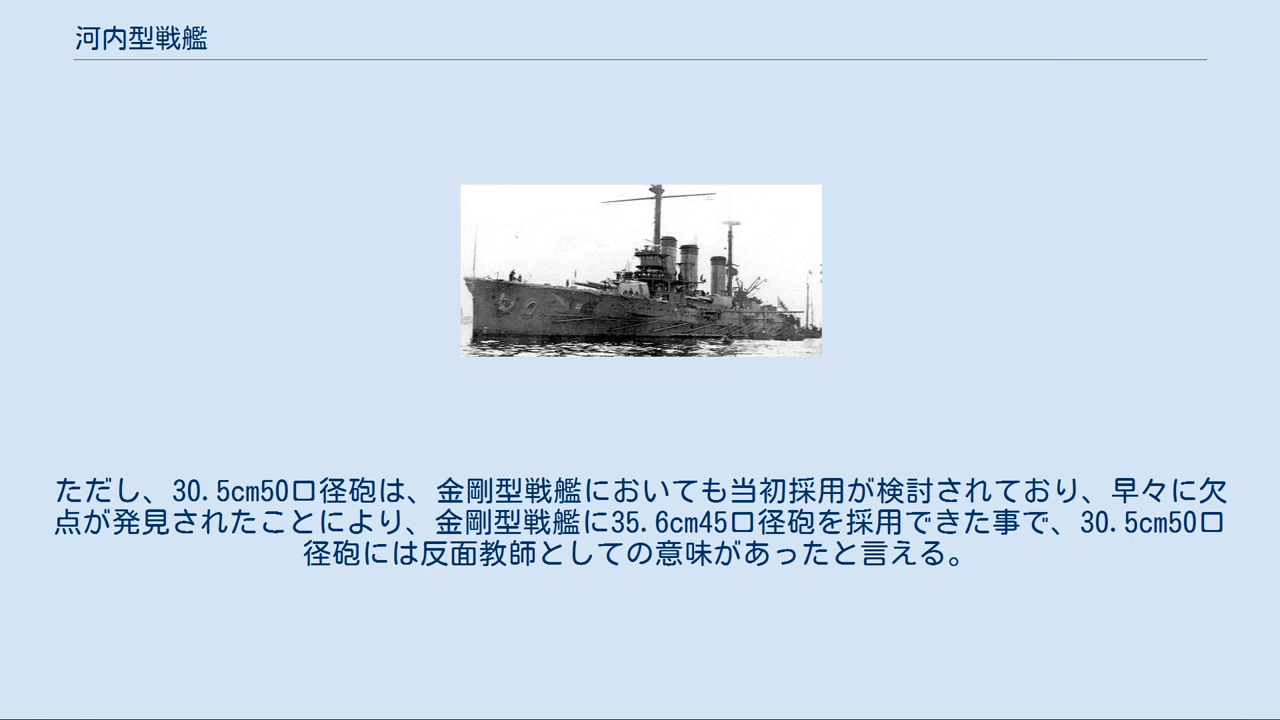 河内型戦艦
ただし、30.5cm50口径砲は、金剛型戦艦においても当初採用が検討されており、早々に欠
点が発見されたことにより、金剛型戦艦に35.6cm45口径砲を採用できた事で、30.5cm50口
径砲には反面教師としての意味があったと言える。